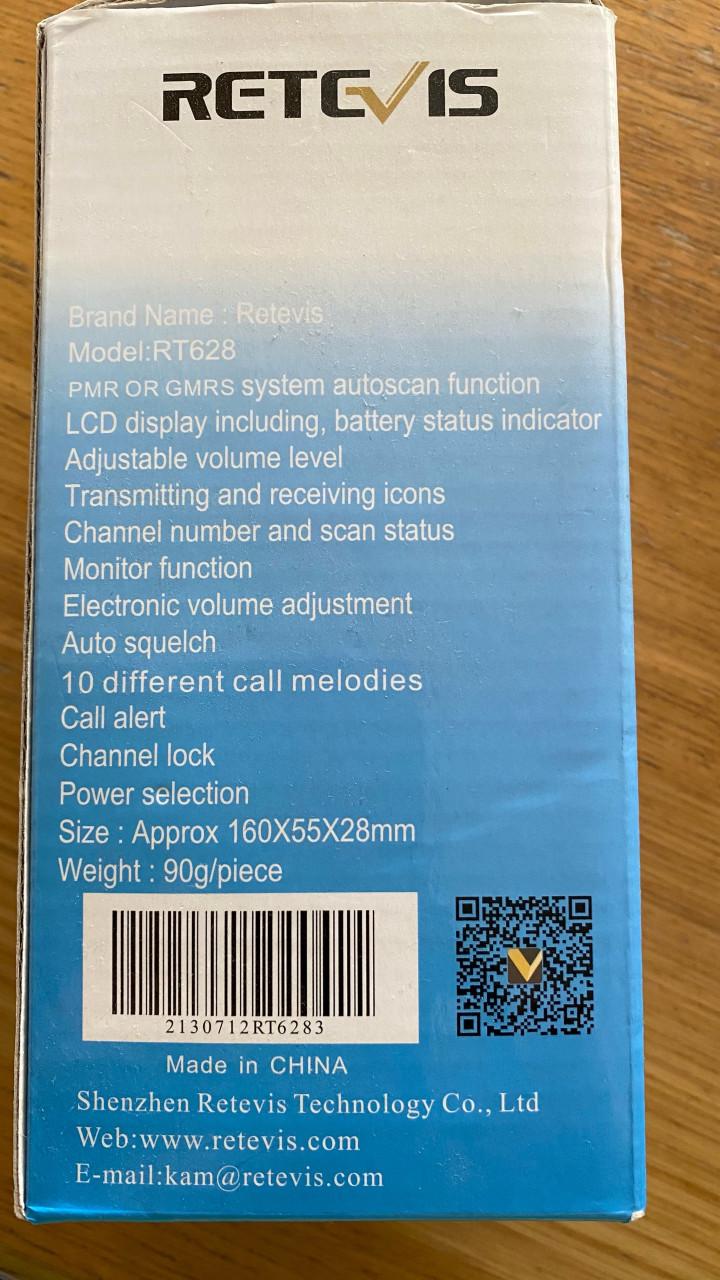 RETEVIS
Brand Name : Retevis
Model:RT628
PMR OR GMRS system autoscan function
LCD display including, battery status indicator
Adjustable volume level
Transmitting and receiving icons
Channel number and scan status
Monitor function
Electronic volume adjustment
Auto squelch
10 different call melodies
Call alert
Channel lock
Power selection
Size : Approx 160X55X28mm
Weight : 90g/piece
2130712RT6283
Made in CHINA
Shenzhen Retevis Technology Co., Ltd
Web:www.retevis.com
E-mail:kam@retevis.com